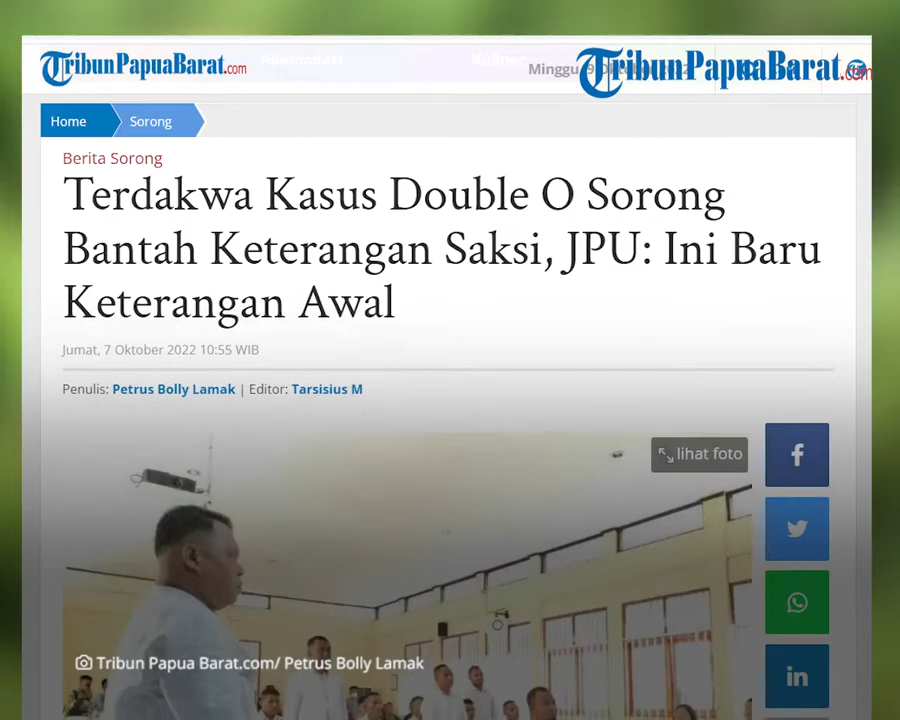 TribunPapuaBarat.com
Kuliner
Minggu
TribunPapuaBarat.com
Home
Sorong
Berita Sorong
Terdakwa Kasus Double O Sorong
Bantah Keterangan Saksi, JPU: Ini Baru
Keterangan Awal
Jumat, 7 Oktober 2022 10:55 WIB
Penulis: Petrus Bolly Lamak | Editor: Tarsisius M
lihat foto
Tribun Papua Barat.com/ Petrus Bolly Lamak